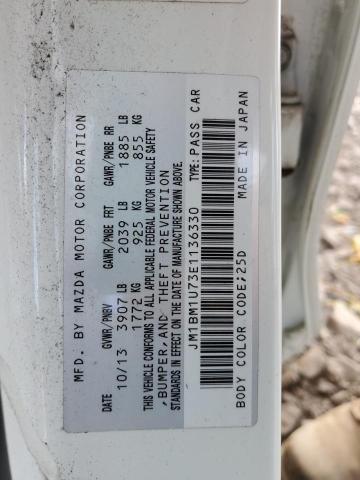 MFD. BY MAZDA MOTOR CORPORATION
GVWR/PNBV GAWR/PNBE FRT GAWR/PNBE RR
DATE 3907 LB 2039 LB 1885 LB
10/13 1772 KG 925 KG 855 KG
THIS VEHICLE CONFORMS TO ALL APPLICABLE FEDERAL MOTOR VEHICLE SAFETY
, BUMPER, AND THEFT PREVENTION
STANDARDS IN EFFECT ON THE DATE OF MANUFACTURE SHOWN ABOVE.
JM1BM1U73E1136330 TYPE: PASS CAR
BODY COLOR CODE; 25D MADE IN JAPAN